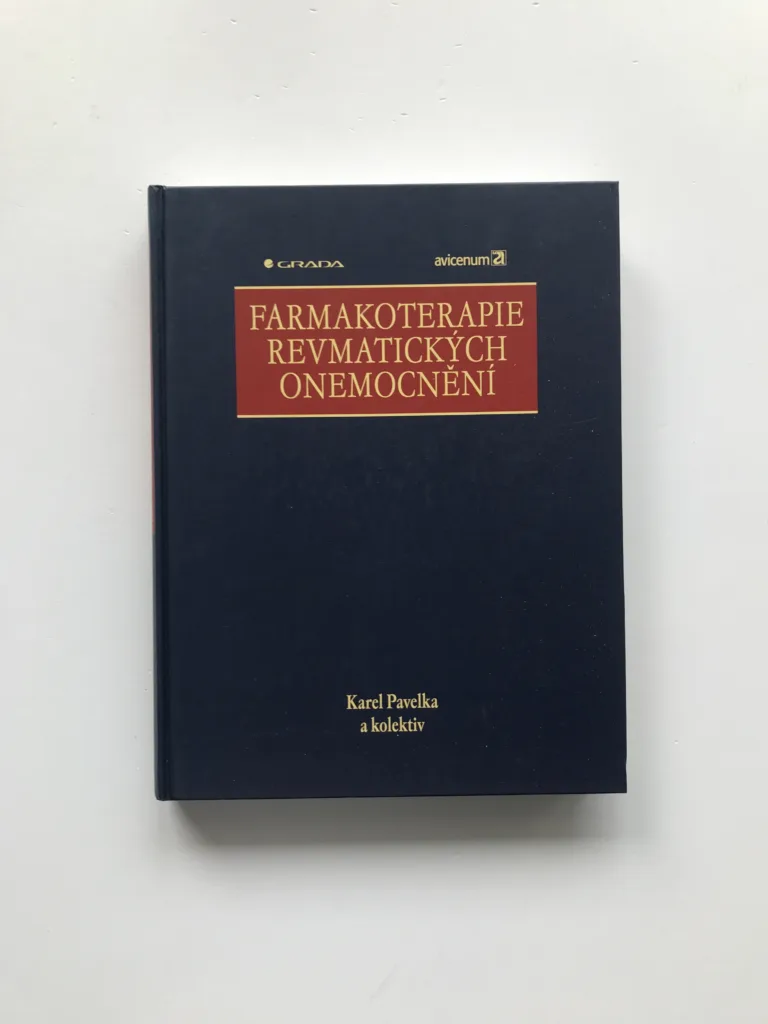 GRADA avicenum
FARMAKOTERAPIE
REVMATICKÝCH
ONEMOCNĚNÍ
Karel Pavelka
a kolektiv